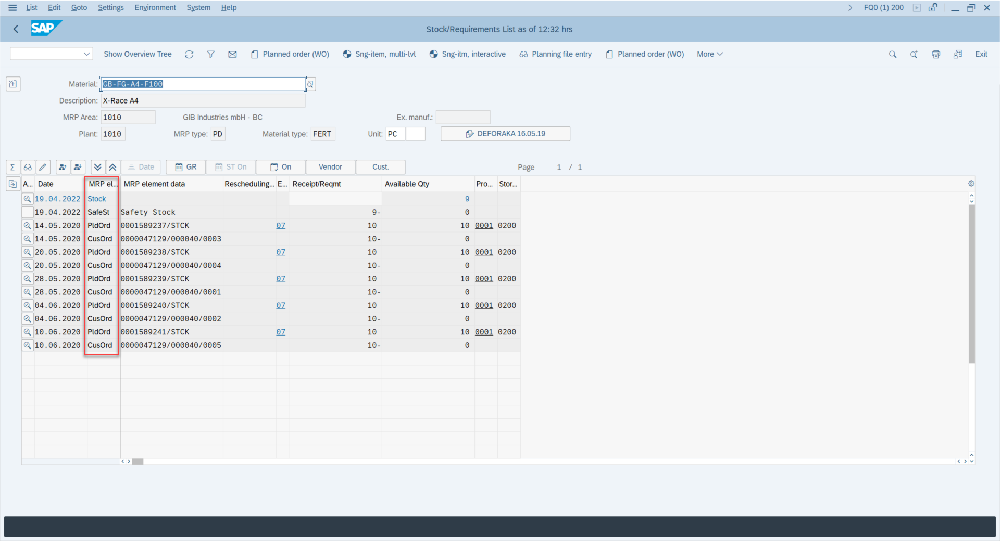 List Edit Goto Settings Environment System Help FQ0 (1) 200
SAP Stock/Requirements List as of 12:32 hrs
Show Overview Tree Planned order (WO) Sng-item, multi-lvl Sng-itm, interactive Planning file entry Planned order (WO) More Exit
Material: GB-FG-A4-F100
Description: X-Race A4
MRP Area: 1010 GIB Industries mbH - BC Ex. manuf.:
Plant: 1010 MRP type: PD Material type: FERT Unit: PC DEFORAKA 16.05.19
Σ Date GR ST On On Vendor Cust. Page 1 / 1
A... Date MRP el... MRP element data Rescheduling... E... Receipt/Reqmt Available Qty Pro... Stor...
19.04.2022 Stock 9
19.04.2022 SafeSt Safety Stock 9- 0
14.05.2020 PldOrd 0001589237/STCK 07 10 10 0001 0200
14.05.2020 CusOrd 0000047129/000040/0003 10- 0
20.05.2020 PldOrd 0001589238/STCK 07 10 10 0001 0200
20.05.2020 CusOrd 0000047129/000040/0004 10- 0
28.05.2020 PldOrd 0001589239/STCK 07 10 10 0001 0200
28.05.2020 CusOrd 0000047129/000040/0001 10- 0
04.06.2020 PldOrd 0001589240/STCK 07 10 10 0001 0200
04.06.2020 CusOrd 0000047129/000040/0002 10- 0
10.06.2020 PldOrd 0001589241/STCK 07 10 10 0001 0200
10.06.2020 CusOrd 0000047129/000040/0005 10- 0